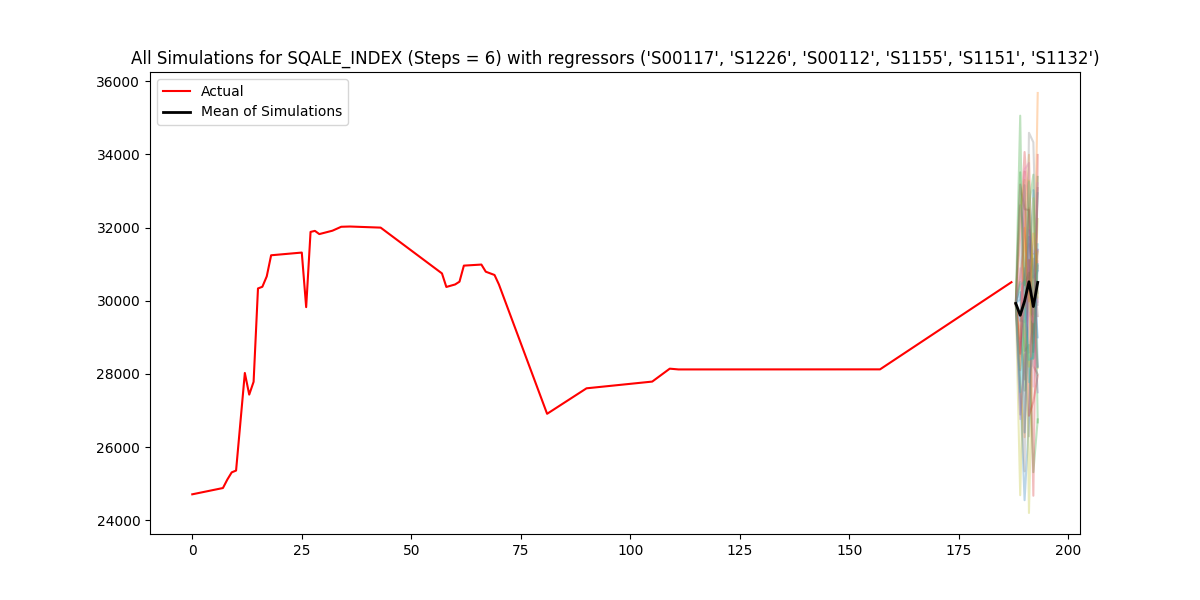 All Simulations for SQALE_INDEX (Steps = 6) with regressors ('S00117', 'S1226', 'S00112', 'S1155', 'S1151', 'S1132')
Actual
Mean of Simulations
36000
34000
32000
30000
28000
26000
24000
0 25 50 75 100 125 150 175 200